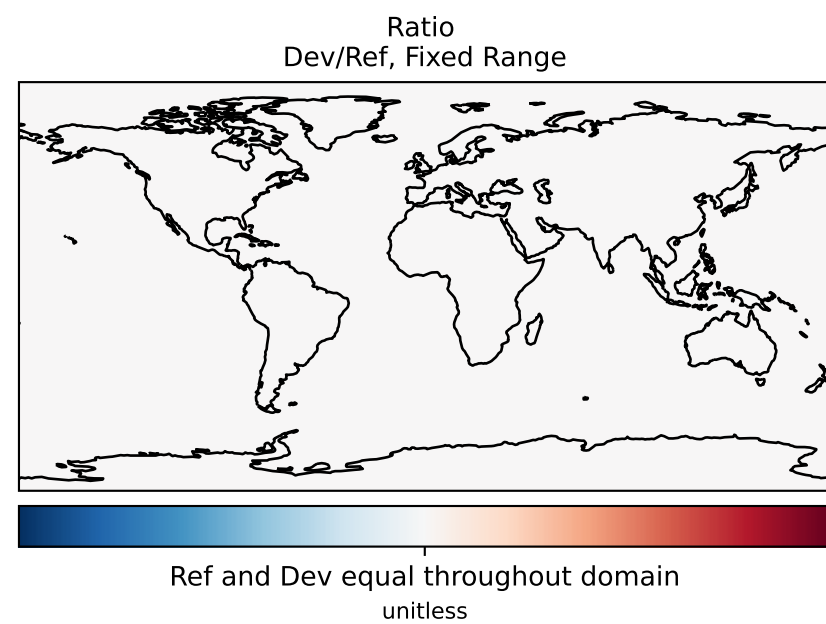 Ratio
Dev/Ref, Fixed Range
Ref and Dev equal throughout domain
unitless